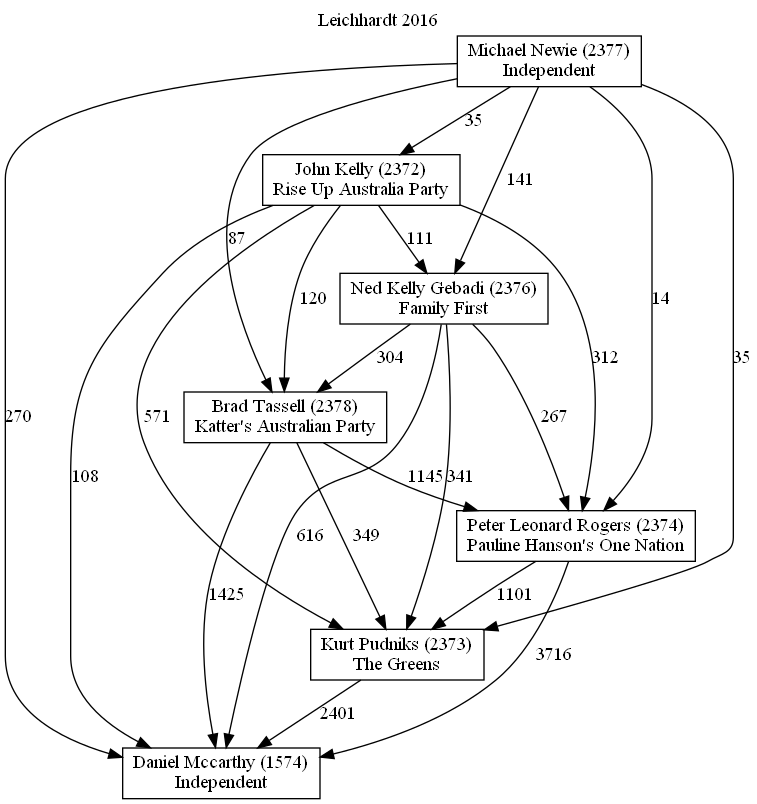 Leichhardt 2016
Michael Newie (2377)
Independent
35
141
John Kelly (2372)
Rise Up Australia Party
87
111
Ned Kelly Gebadi (2376)
Family First
120
14
312
35
304
270
571
Brad Tassell (2378)
Katter's Australian Party
267
108
1145
341
Peter Leonard Rogers (2374)
Pauline Hanson's One Nation
616
349
1425
1101
Kurt Pudniks (2373)
The Greens
3716
2401
Daniel Mccarthy (1574)
Independent